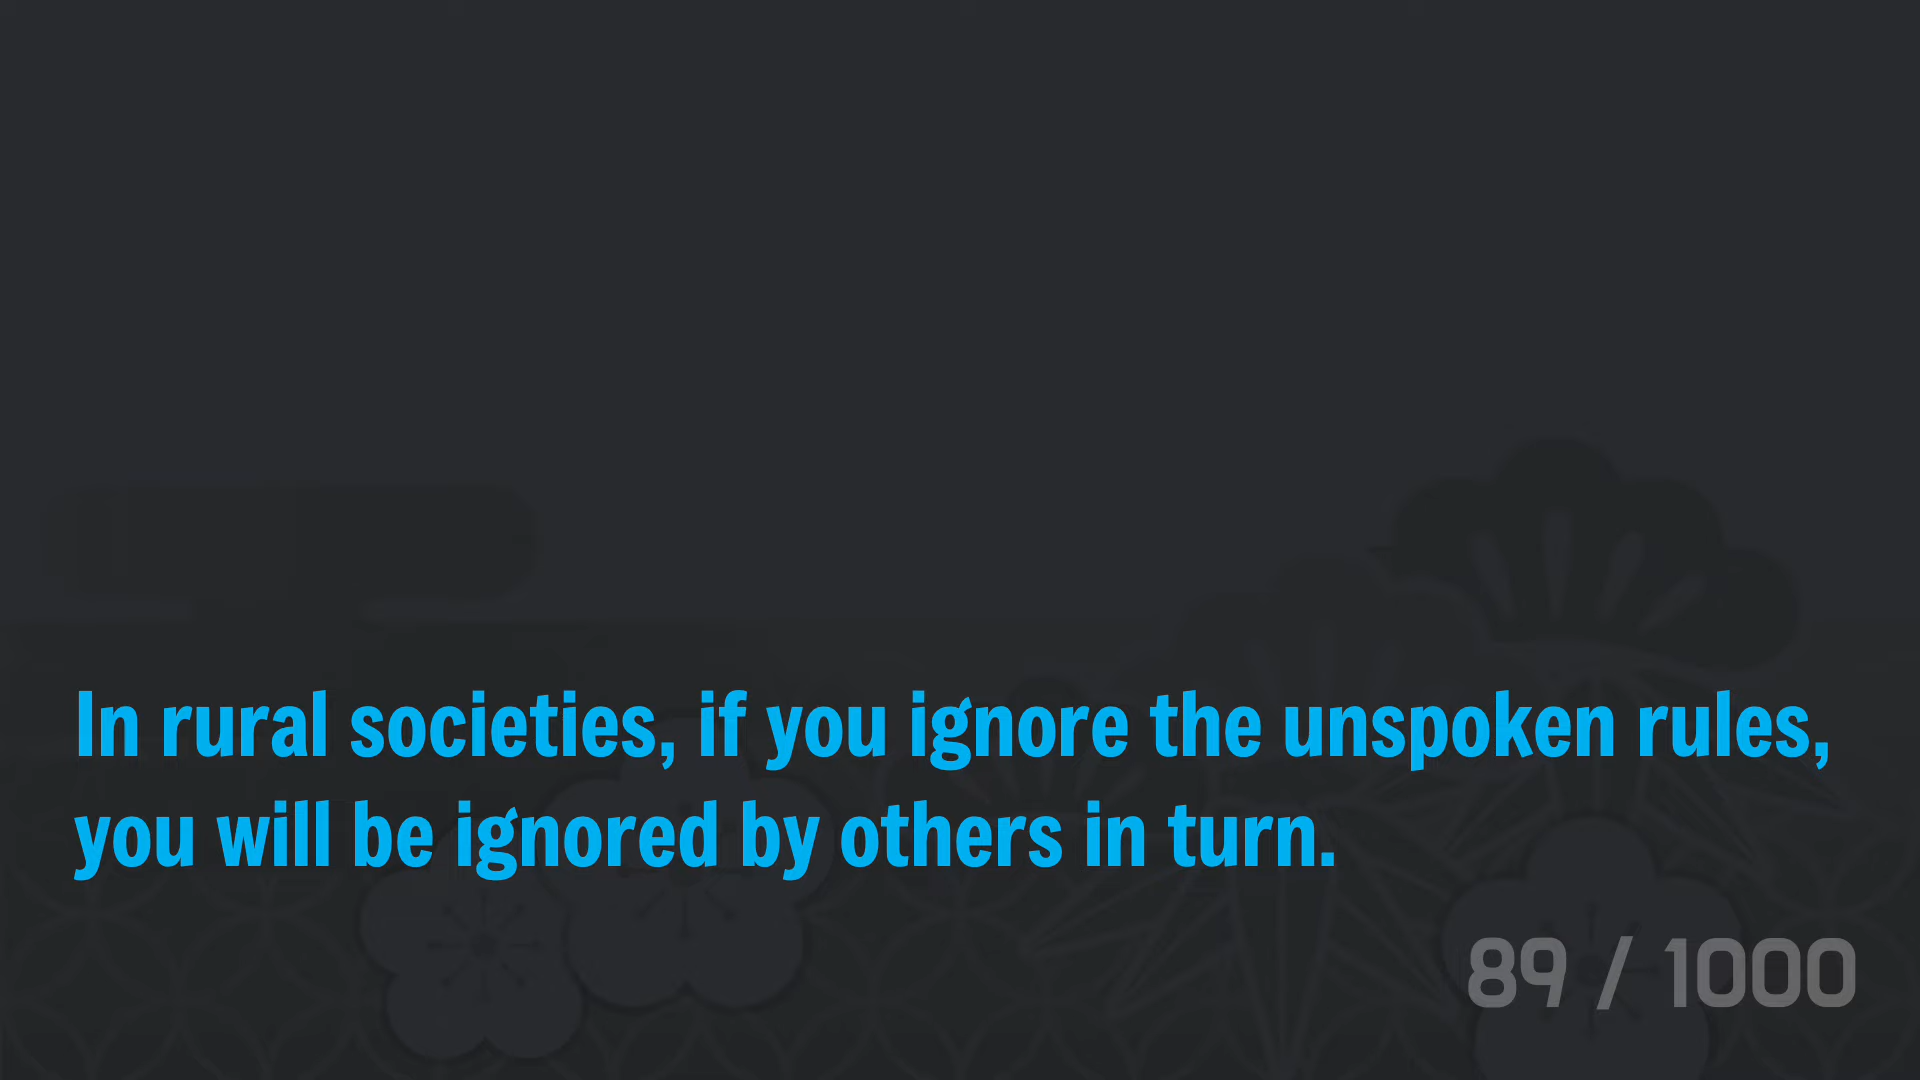 In rural societies, if you ignore the unspoken rules,
you will be ignored by others in turn.
89 / 1000